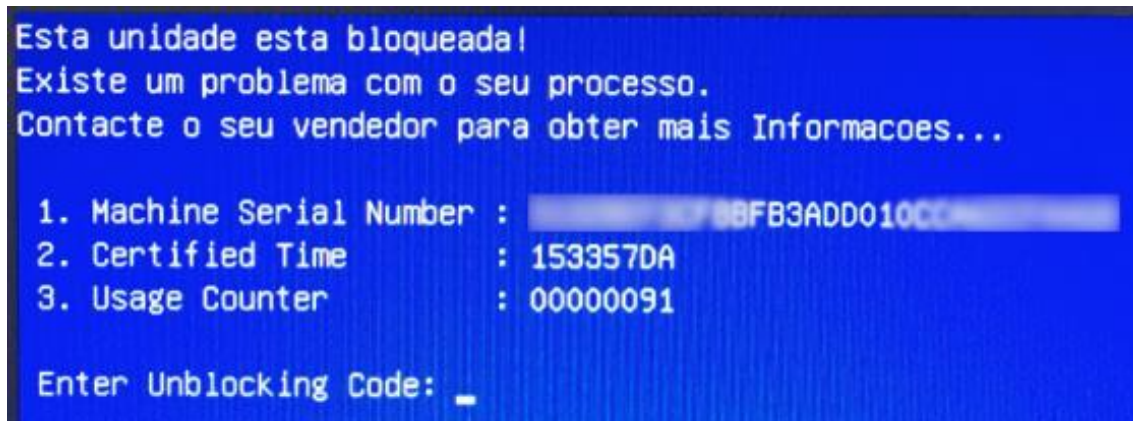 Esta unidade esta bloqueada!
Existe um problema com o seu processo.
Contacte o seu vendedor para obter mais Informacoes...
1. Machine Serial Number :
2. Certified Time : 153357DA
3. Usage Counter : 00000091
Enter Unblocking Code: _